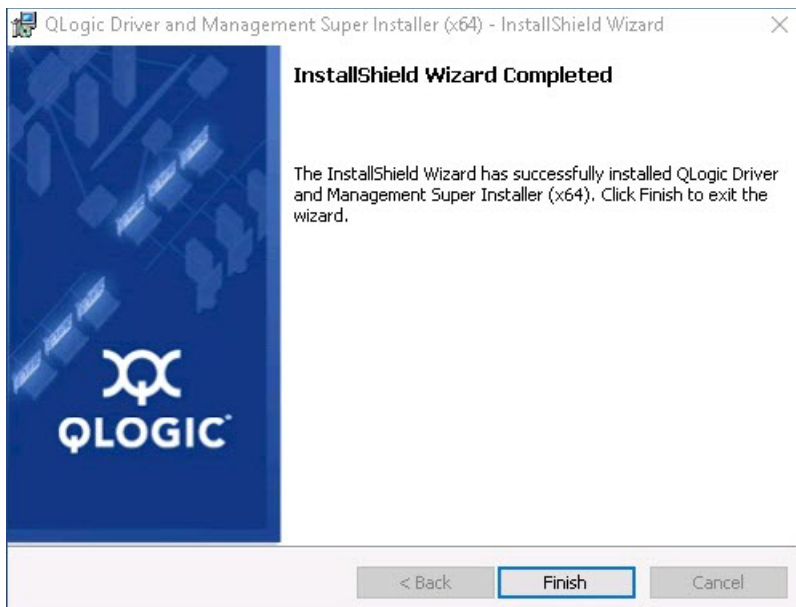 QLogic Driver and Management Super Installer (x64) - InstallShield Wizard
InstallShield Wizard Completed
The InstallShield Wizard has successfully installed QLogic Driver
and Management Super Installer (x64). Click Finish to exit the
wizard.
QLOGIC
< Back
Finish
Cancel